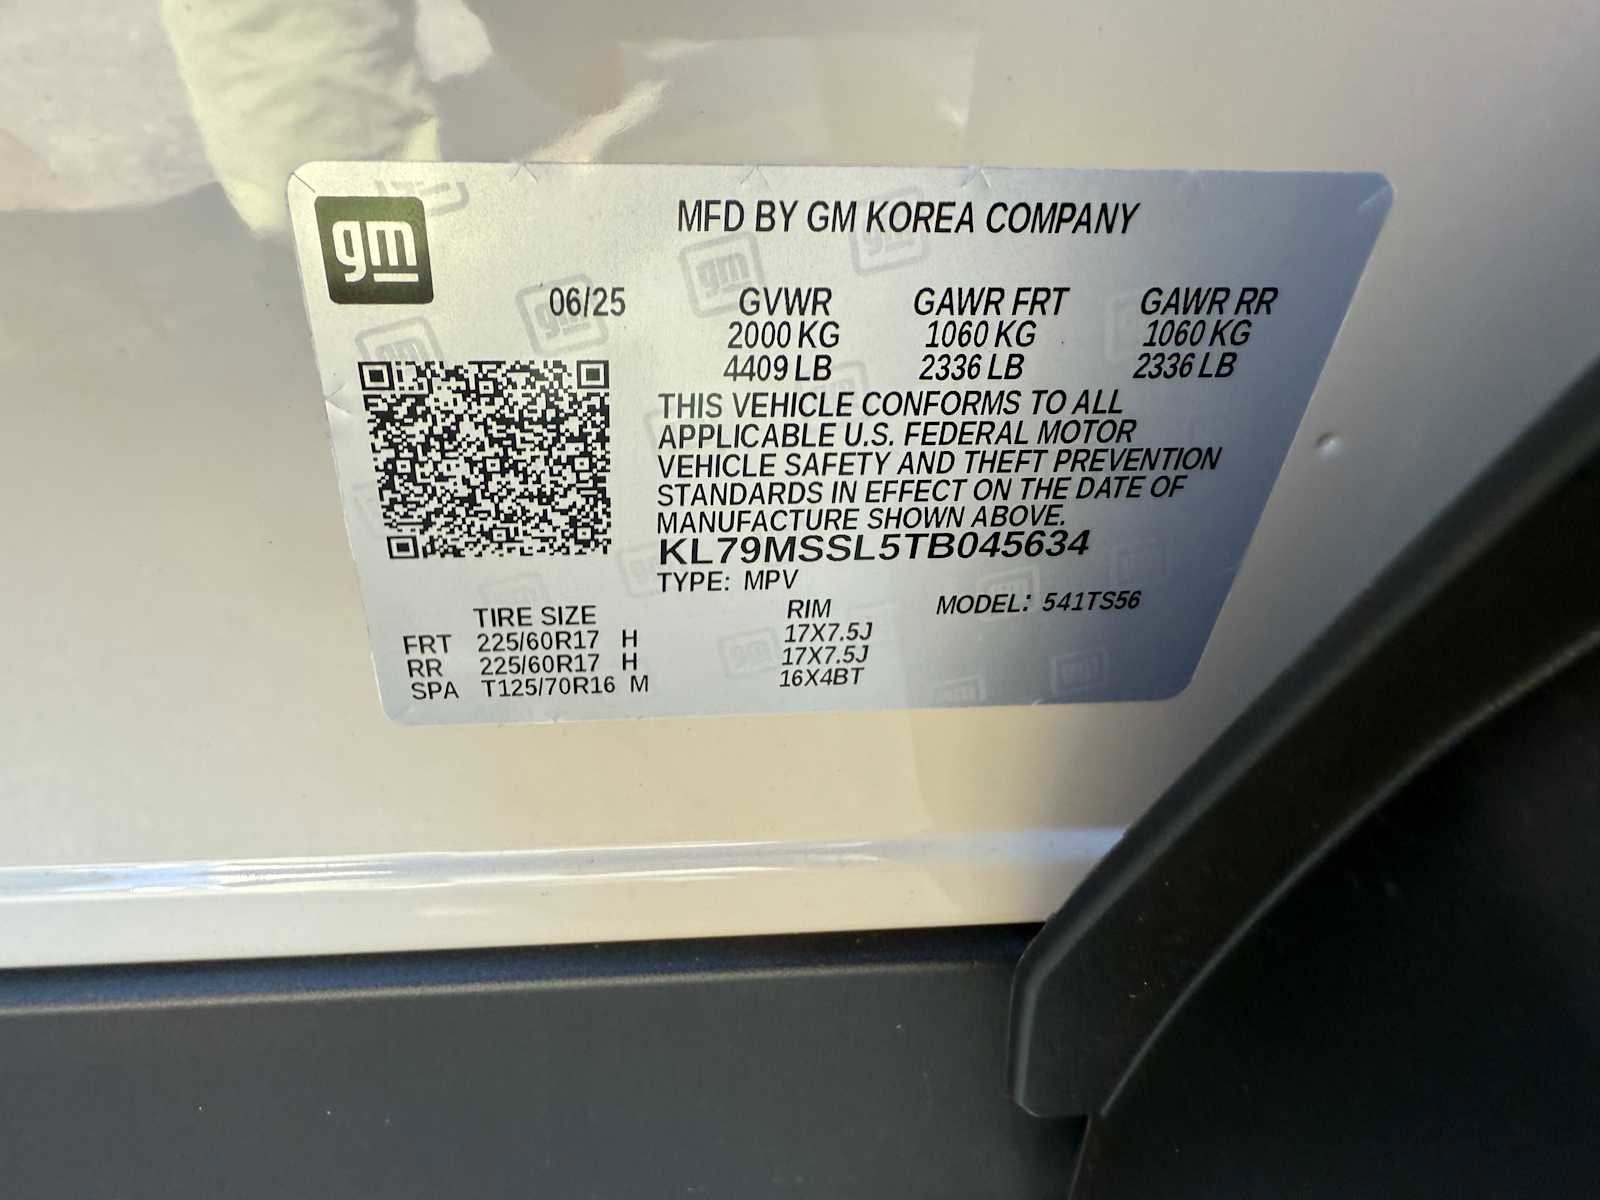 gm
MFD BY GM KOREA COMPANY
06/25 GVWR GAWR FRT GAWR RR
2000 KG 1060 KG 1060 KG
4409 LB 2336 LB 2336 LB
THIS VEHICLE CONFORMS TO ALL
APPLICABLE U.S. FEDERAL MOTOR
VEHICLE SAFETY AND THEFT PREVENTION
STANDARDS IN EFFECT ON THE DATE OF
MANUFACTURE SHOWN ABOVE.
KL79MSSL5TB045634
TYPE: MPV
TIRE SIZE RIM MODEL: 541TS56
FRT 225/60R17 H 17X7.5J
RR 225/60R17 H 17X7.5J
SPA T125/70R16 M 16X4BT